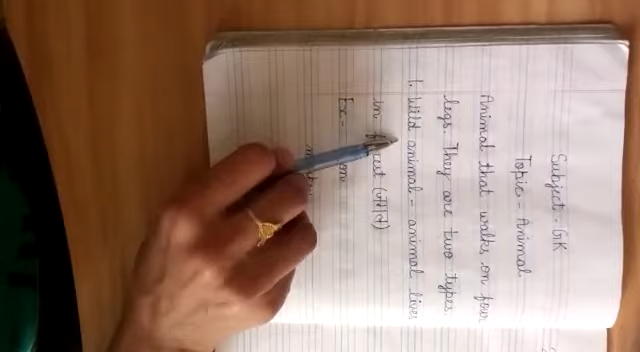 Subject - GK
Topic - Animal
Animal that walks on four
legs. They are two types.
1. Wild animal - animal lives
in forest
Ex -